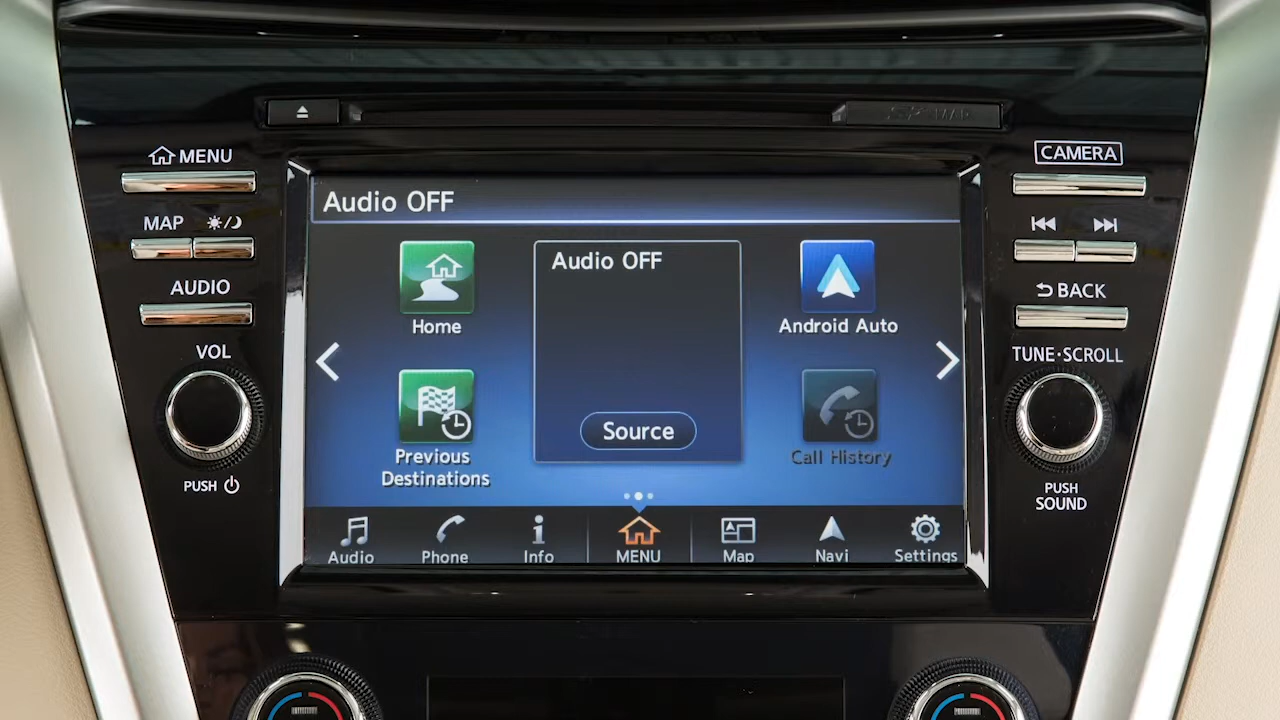 MENU
CAMERA
MAP
AUDIO
BACK
VOL
TUNE·SCROLL
PUSH
PUSH
SOUND
Audio OFF
Home
Audio OFF
Android Auto
Previous
Destinations
Source
Call History
Audio
Phone
Info
MENU
Map
Navi
Settings